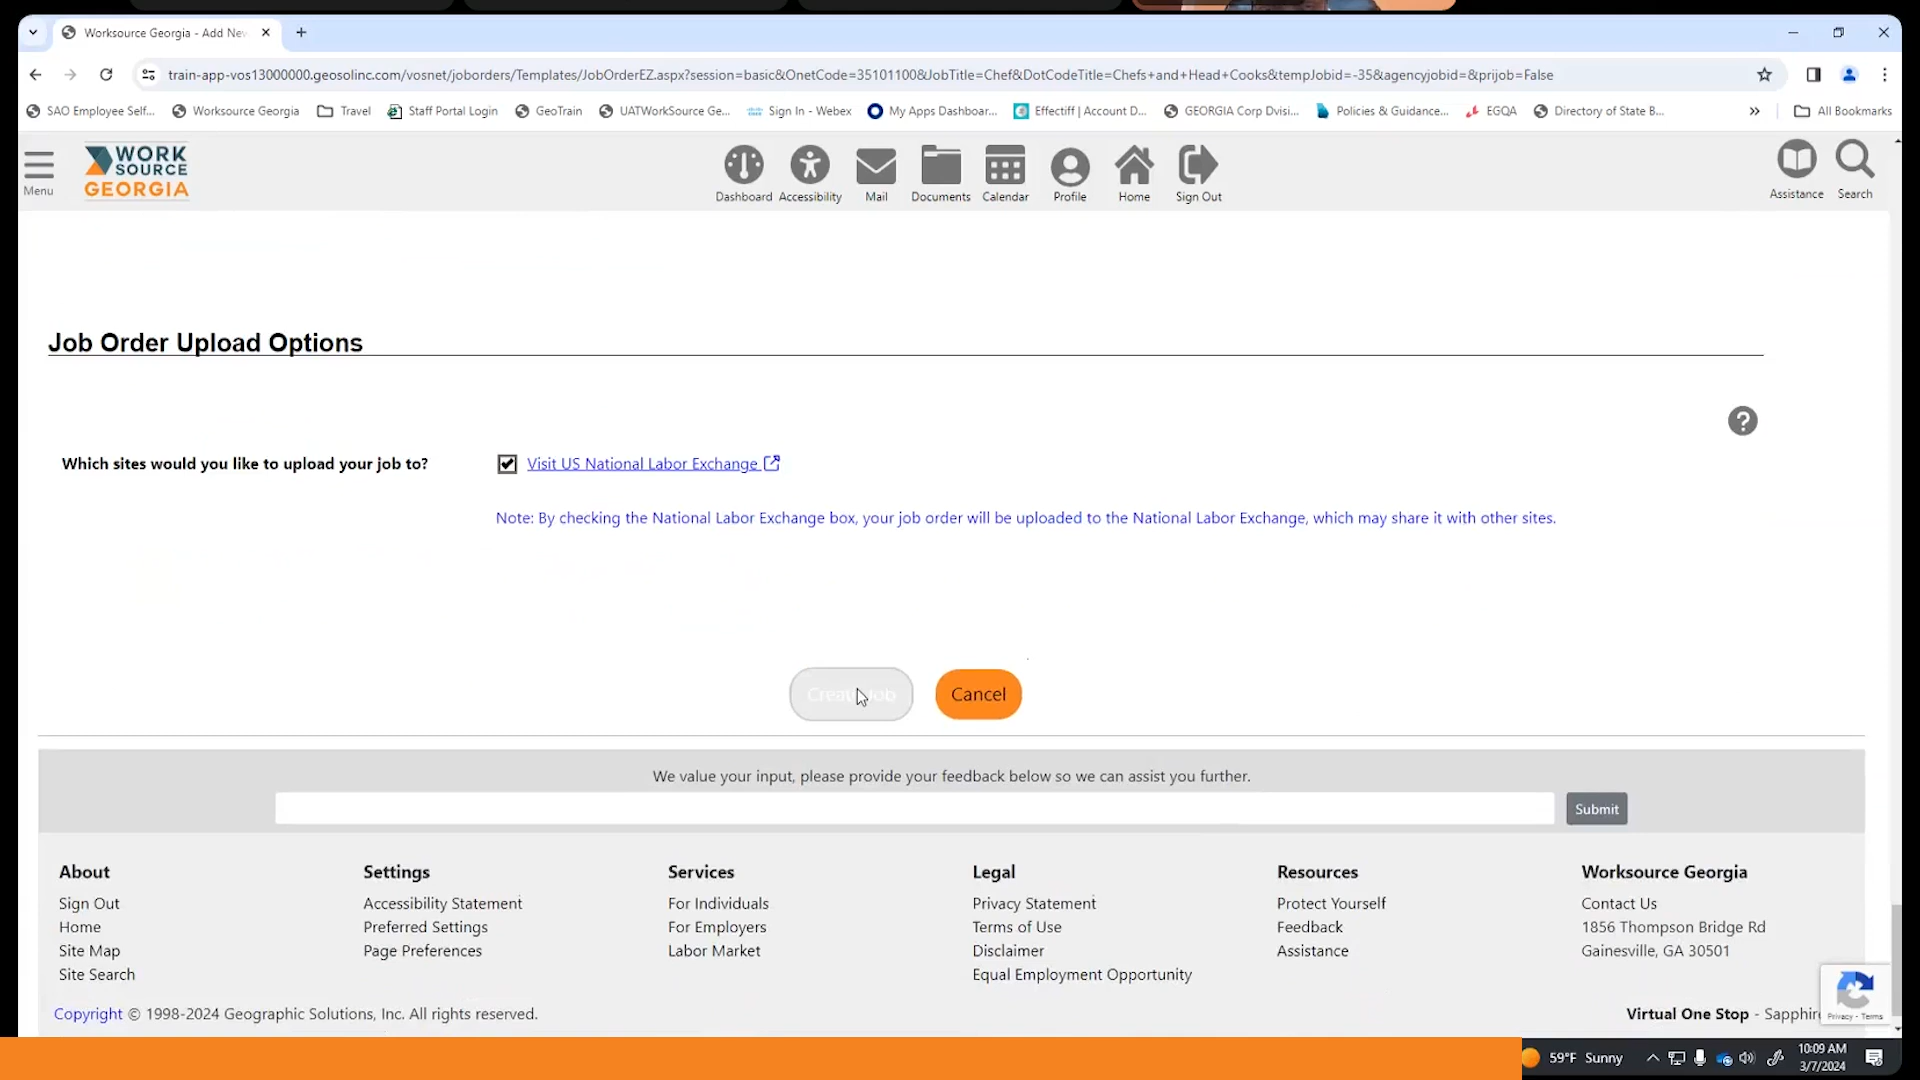 Worksource Georgia - Add Nev
train-app-vos13000000.geosolinc.com/vosnet/joborders/Templates/JobOrderEZ.aspx?session=basic&OnetCode=35101100&JobTitle=Chef&DotCodeTitle=Chefs+and+Head+Cooks&tempJobid=-35&agencyjobid=&prijob=False
SAO Employee Self... Worksource Georgia Travel Staff Portal Login GeoTrain UATWorkSource Ge... Sign In - Webex My Apps Dashboar... Effectiff | Account D... GEORGIA Corp Dvisi... Policies & Guidance... EGQA Directory of State B... » All Bookmarks
Menu
WORK
SOURCE
GEORGIA
Dashboard Accessibility Mail Documents Calendar Profile Home Sign Out
Assistance Search
Job Order Upload Options
?
Which sites would you like to upload your job to? Visit US National Labor Exchange
Note: By checking the National Labor Exchange box, your job order will be uploaded to the National Labor Exchange, which may share it with other sites.
Create Job Cancel
We value your input, please provide your feedback below so we can assist you further.
Submit
About Settings Services Legal Resources Worksource Georgia
Sign Out Accessibility Statement For Individuals Privacy Statement Protect Yourself Contact Us
Home Preferred Settings For Employers Terms of Use Feedback 1856 Thompson Bridge Rd
Site Map Page Preferences Labor Market Disclaimer Assistance Gainesville, GA 30501
Site Search Equal Employment Opportunity
Copyright © 1998-2024 Geographic Solutions, Inc. All rights reserved.
Virtual One Stop - Sapphire
Privacy - Terms
59°F Sunny
10:09 AM
3/7/2024